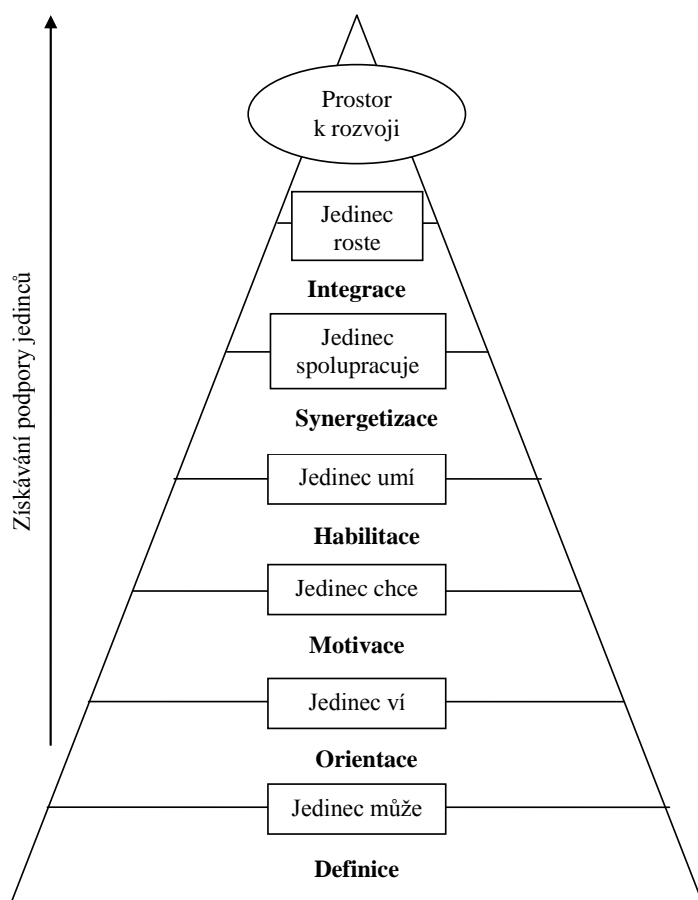 Prostor
k rozvoji
Jedinec
roste
Integrace
Jedinec
spolupracuje
Synergetizace
Jedinec umí
Habilitace
Jedinec chce
Motivace
Jedinec ví
Orientace
Jedinec může
Definice
Získávání podpory jedinců